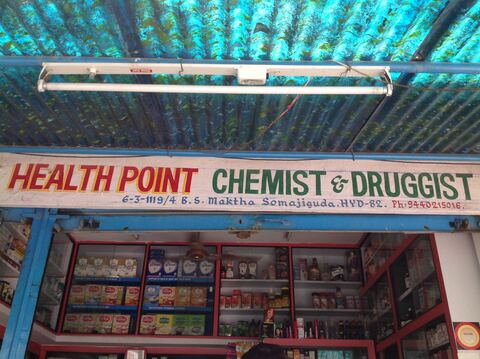 HEALTH POINT CHEMIST & DRUGGIST
6-3-1119/4 B.S. Maktha Somajiguda.HYD-82. Ph:9440215016.